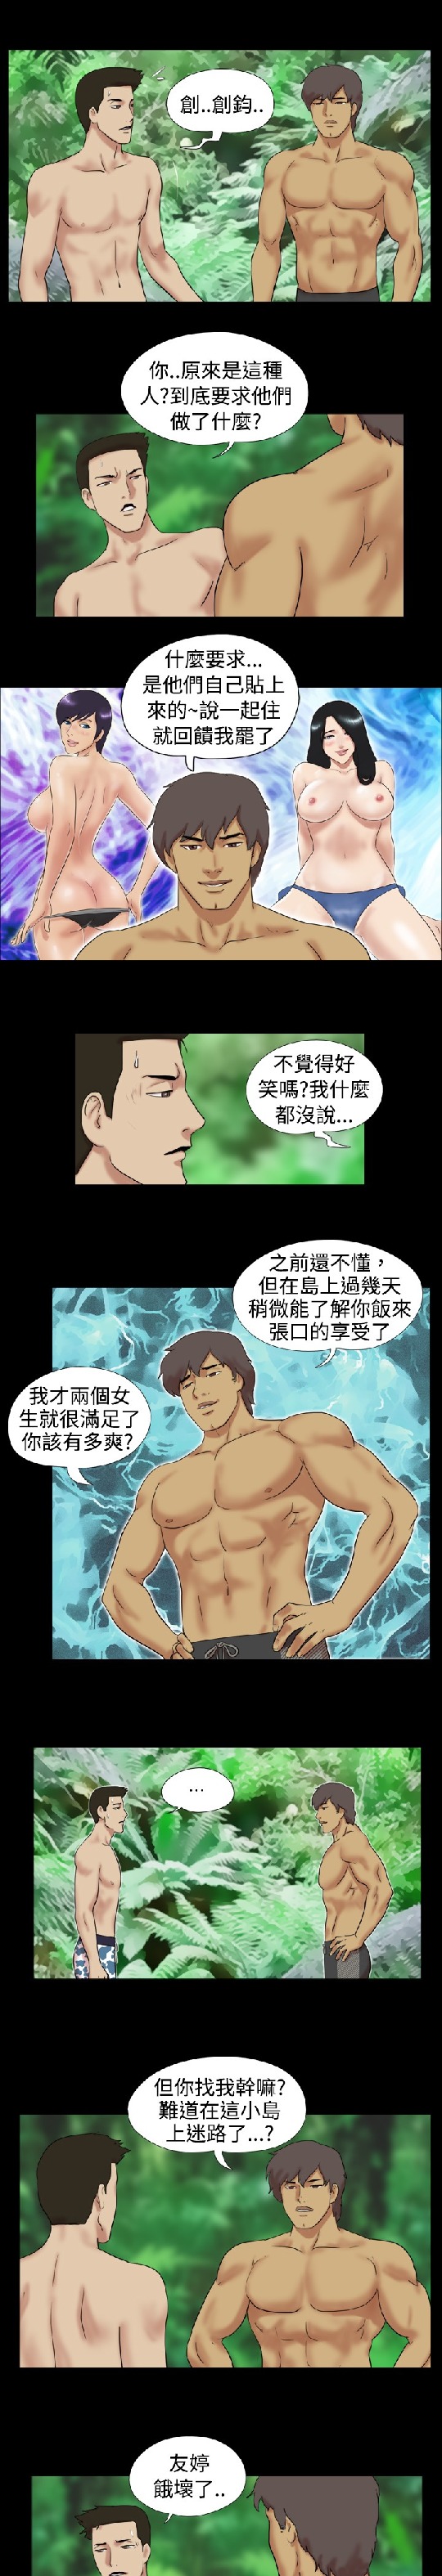 創..創鈞..
你..原來是這種
人?到底要求他們
做了什麼?
什麼要求...
是他們自己貼上
來的~說一起住
就回饋我罷了
不覺得好
笑嗎?我什麼
都沒說...
之前還不懂，
但在島上過幾天
稍微能了解你飯來
張口的享受了
我才兩個女
生就很滿足了
你該有多爽?
...
但你找我幹嘛?
難道在這小島
上迷路了...?
友婷
餓壞了..